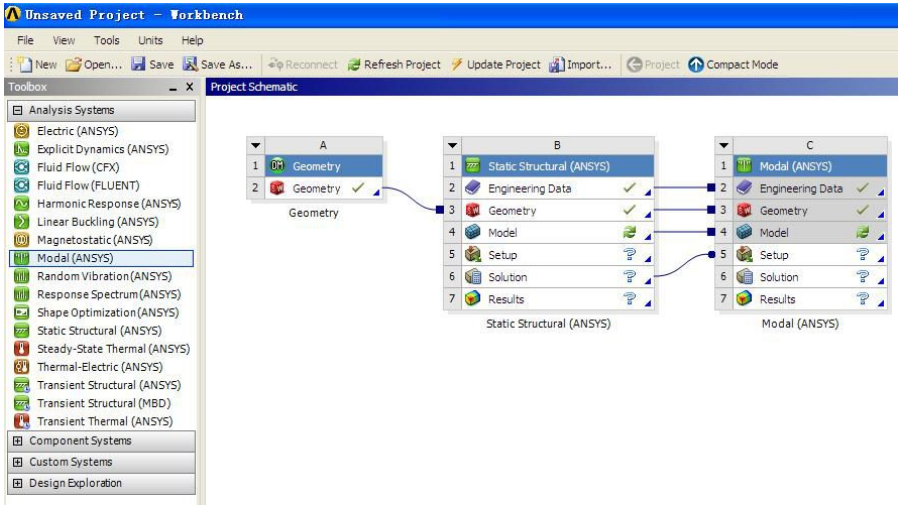 Unsaved Project - Workbench
File View Tools Units Help
New Open... Save Save As... Reconnect Refresh Project Update Project Import... Project Compact Mode
Toolbox
Project Schematic
Analysis Systems
Electric (ANSYS)
Explicit Dynamics (ANSYS)
Fluid Flow (CFX)
Fluid Flow (FLUENT)
Harmonic Response (ANSYS)
Linear Buckling (ANSYS)
Magnetostatic (ANSYS)
Modal (ANSYS)
Random Vibration (ANSYS)
Response Spectrum (ANSYS)
Shape Optimization (ANSYS)
Static Structural (ANSYS)
Steady-State Thermal (ANSYS)
Thermal-Electric (ANSYS)
Transient Structural (ANSYS)
Transient Structural (MBD)
Transient Thermal (ANSYS)
Component Systems
Custom Systems
Design Exploration
A
1 Geometry
2 Geometry
Geometry
B
1 Static Structural (ANSYS)
2 Engineering Data
3 Geometry
4 Model
5 Setup
6 Solution
7 Results
Static Structural (ANSYS)
C
1 Modal (ANSYS)
2 Engineering Data
3 Geometry
4 Model
5 Setup
6 Solution
7 Results
Modal (ANSYS)